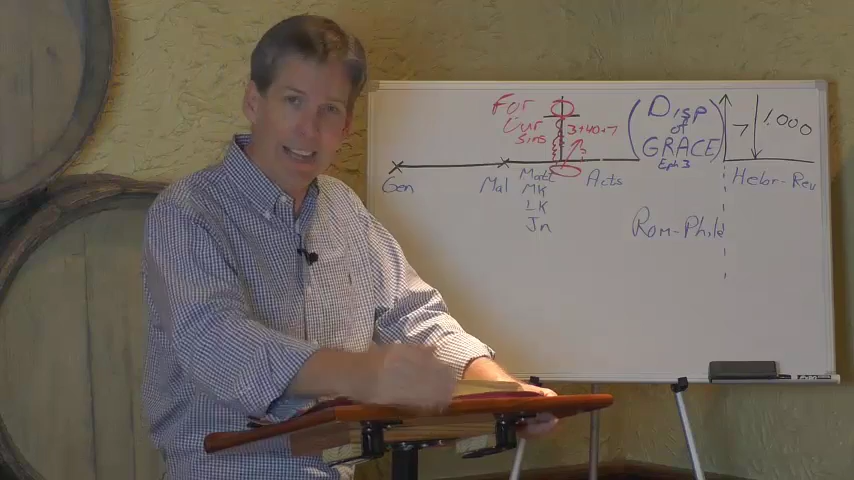 For
Our
sins
3+40+7
(Disp
of
GRACE)
Eph 3
7
1,000
Gen
Mal
Matt
MK
LK
Jn
Acts
Hebr-Rev
Rom-Phile